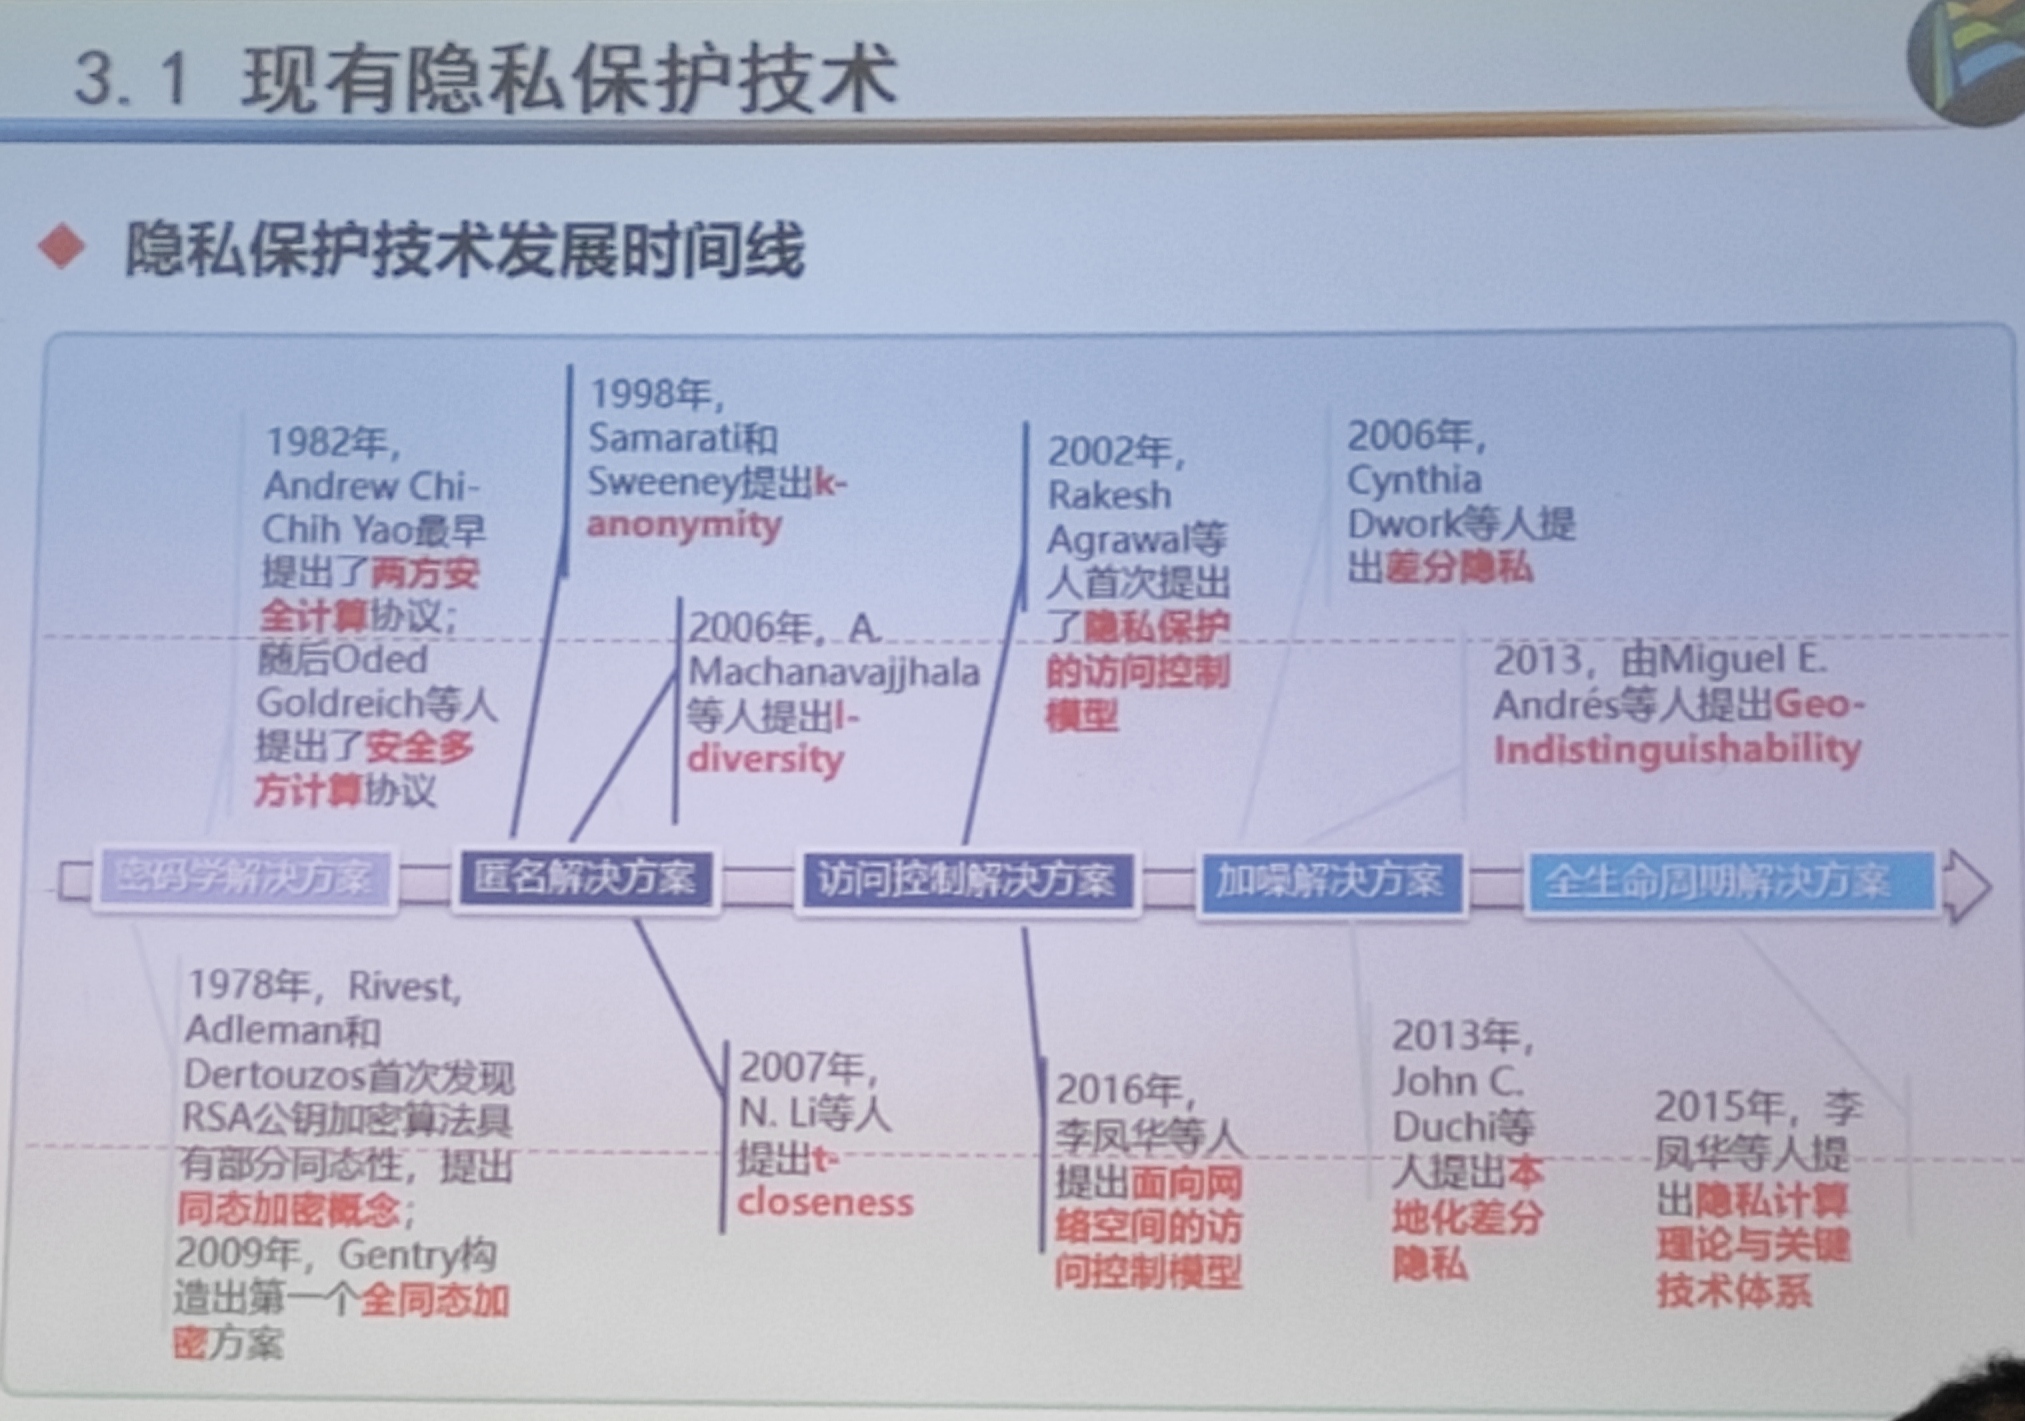 3.1 现有隐私保护技术
隐私保护技术发展时间线
1982年,
Andrew Chi-
Chih Yao最早
提出了两方安
全计算协议;
随后Oded
Goldreich等人
提出了安全多
方计算协议
1998年,
Samarati和
Sweeney提出k-
anonymity
2006年, A.
Machanavajjhala
等人提出l-
diversity
2002年,
Rakesh
Agrawal等
人首次提出
了隐私保护
的访问控制
模型
2006年,
Cynthia
Dwork等人提
出差分隐私
2013, 由Miguel E.
Andrés等人提出Geo-
Indistinguishability
密码学解决方案
匿名解决方案
访问控制解决方案
加噪解决方案
全生命周期解决方案
1978年, Rivest,
Adleman和
Dertouzos首次发现
RSA公钥加密算法具
有部分同态性, 提出
同态加密概念;
2009年, Gentry构
造出第一个全同态加
密方案
2007年,
N. Li等人
提出t-
closeness
2016年,
李凤华等人
提出面向网
络空间的访
问控制模型
2013年,
John C.
Duchi等
人提出本
地化差分
隐私
2015年, 李
凤华等人提
出隐私计算
理论与关键
技术体系